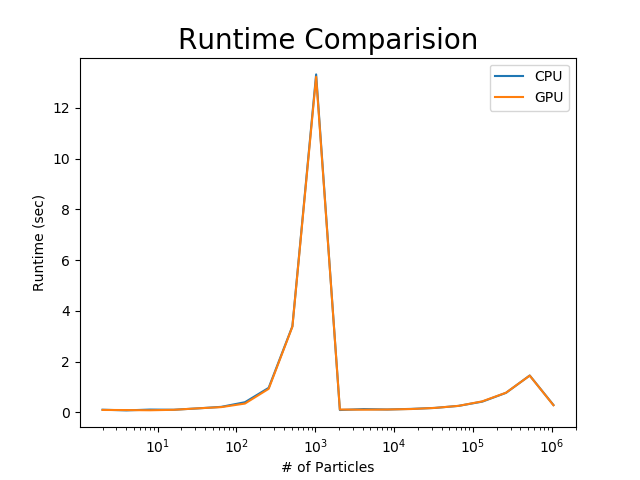 Runtime Comparision
CPU
GPU
12
10
8
6
4
2
0
Runtime (sec)
10¹ 10² 10³ 10⁴ 10⁵ 10⁶
# of Particles